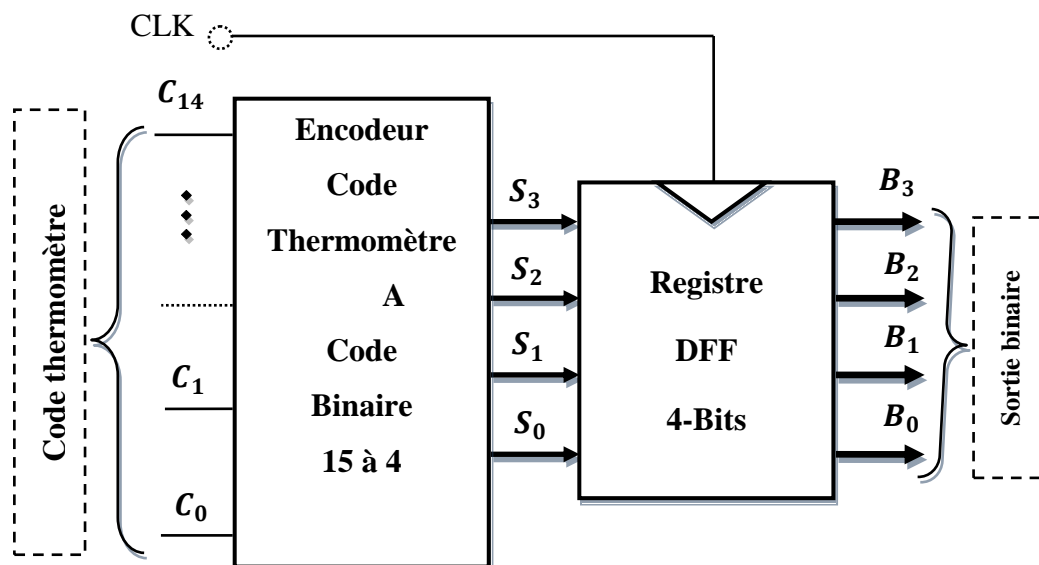 CLK
Code thermomètre
C14
C1
C0
Encodeur
Code
Thermomètre
A
Code
Binaire
15 à 4
S3
S2
S1
S0
Registre
DFF
4-Bits
B3
B2
B1
B0
Sortie binaire